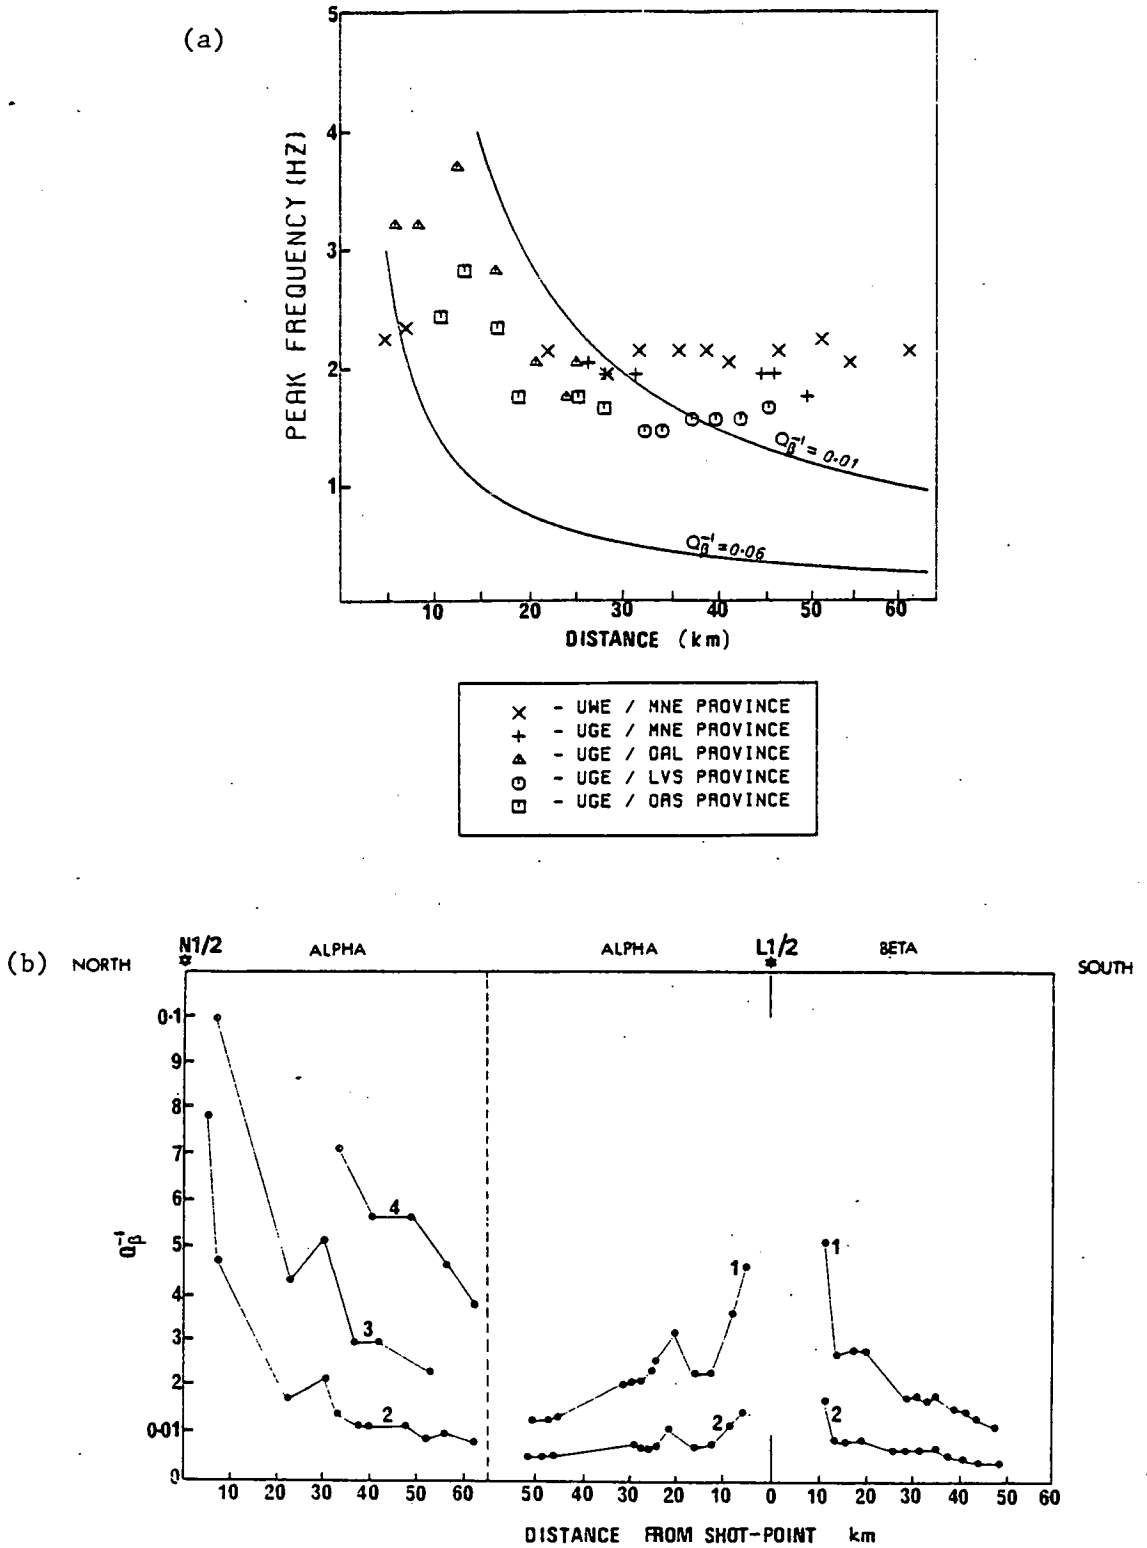 (a)
5
4
3
2
1
PEAK FREQUENCY (HZ)
Qβ⁻¹ = 0·01
Qβ⁻¹ = 0·06
10 20 30 40 50 60
DISTANCE (km)
× - UWE / MNE PROVINCE
+ - UGE / MNE PROVINCE
- UGE / DAL PROVINCE
- UGE / LVS PROVINCE
- UGE / ORS PROVINCE
(b) NORTH N1/2 ALPHA ALPHA L1/2 BETA SOUTH
0·1
9
8
7
6
5
4
3
2
0·01
0
Qβ⁻¹
4
3
2
1
2
1
2
10 20 30 40 50 60 50 40 30 20 10 0 10 20 30 40 50 60
DISTANCE FROM SHOT-POINT km